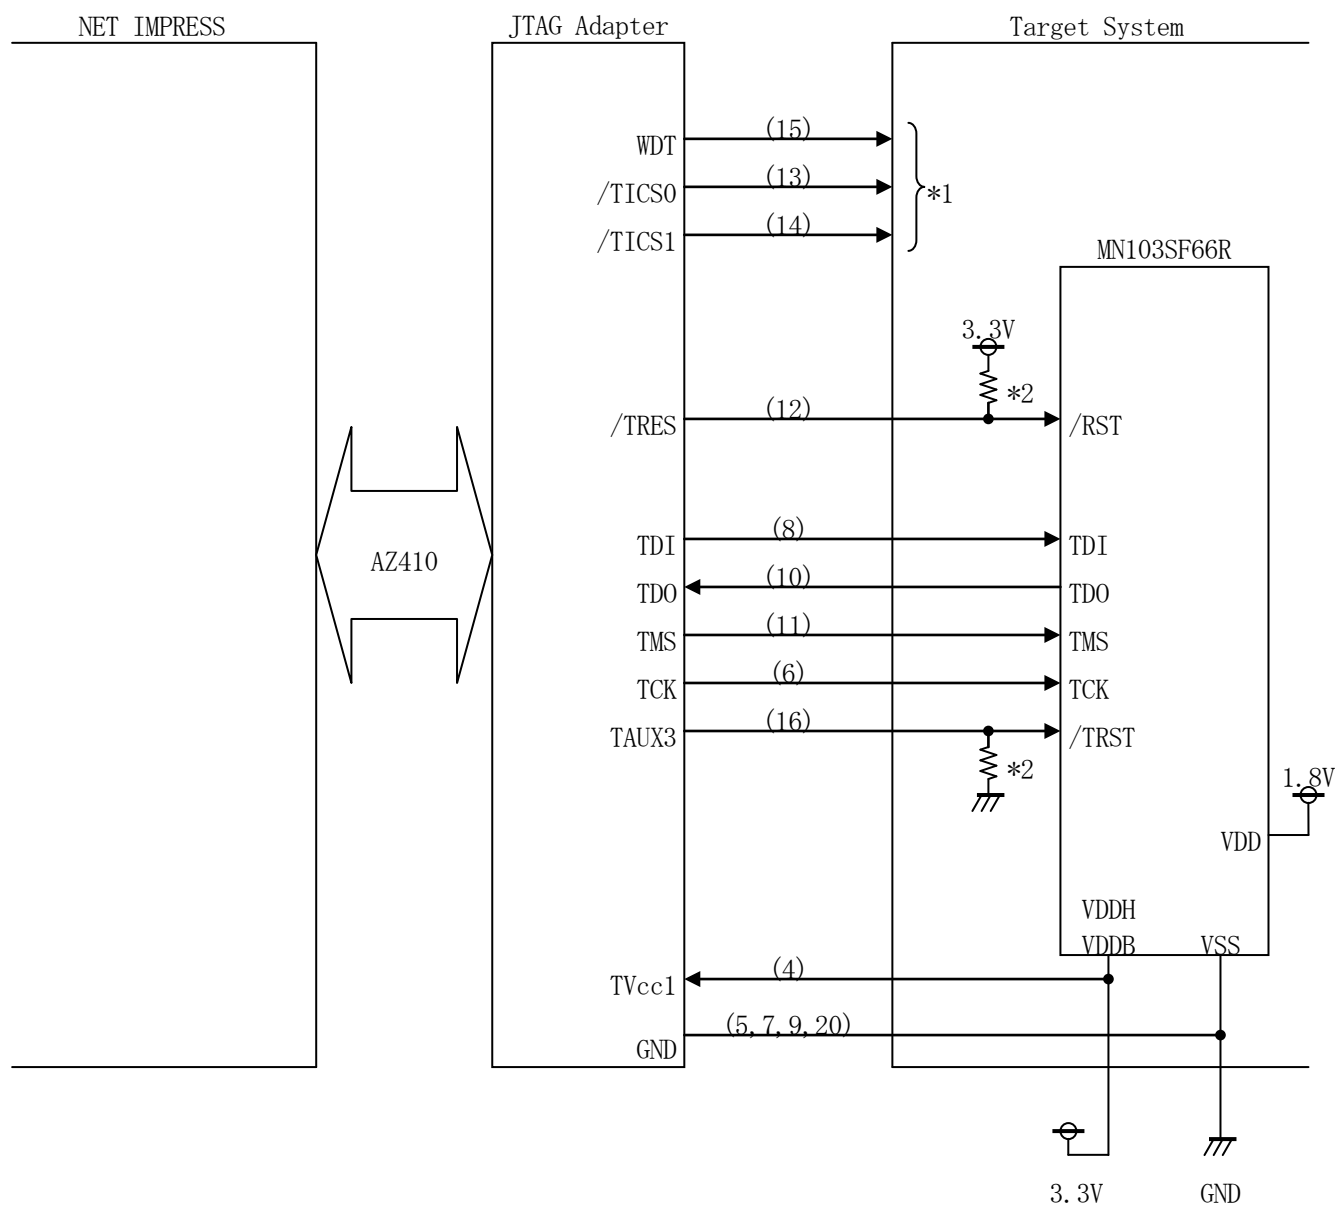 NET IMPRESS
JTAG Adapter
Target System
WDT
(15)
/TICS0
(13)
*1
/TICS1
(14)
MN103SF66R
3.3V
*2
/TRES
(12)
/RST
AZ410
TDI
(8)
TDI
TDO
(10)
TDO
TMS
(11)
TMS
TCK
(6)
TCK
TAUX3
(16)
/TRST
*2
1.8V
VDD
VDDH
VDDB
VSS
TVcc1
(4)
GND
(5,7,9,20)
3.3V
GND